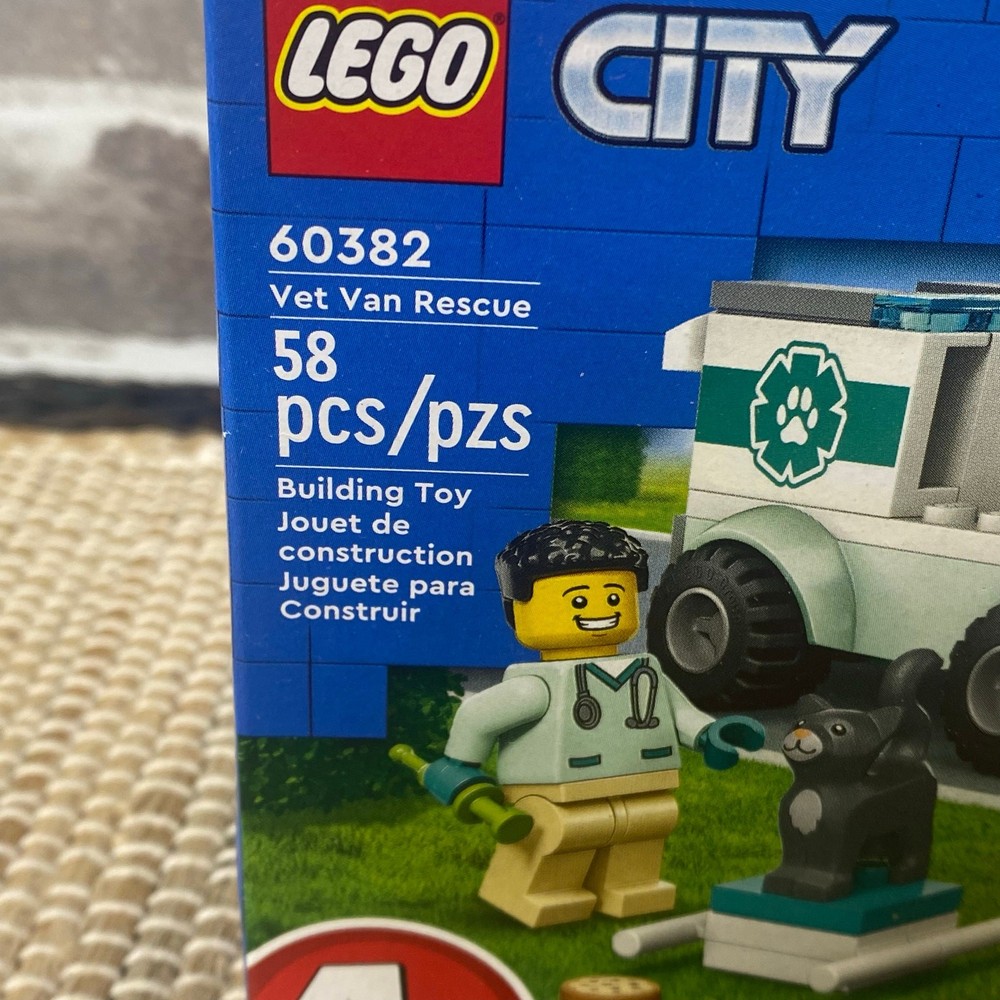 LEGO®
CITY
60382
Vet Van Rescue
58
pcs/pzs
Building Toy
Jouet de
construction
Juguete para
Construir